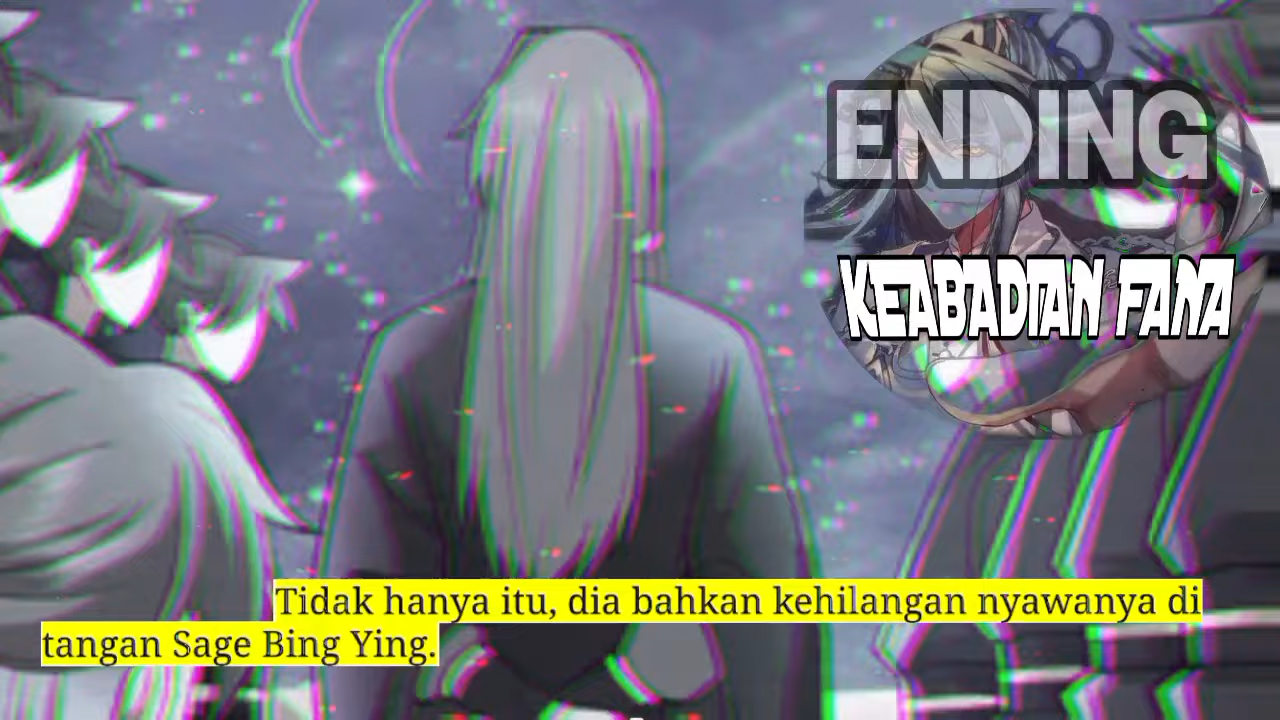 ENDING
KEABADIAN FANA
Tidak hanya itu, dia bahkan kehilangan nyawanya di
tangan Sage Bing Ying.